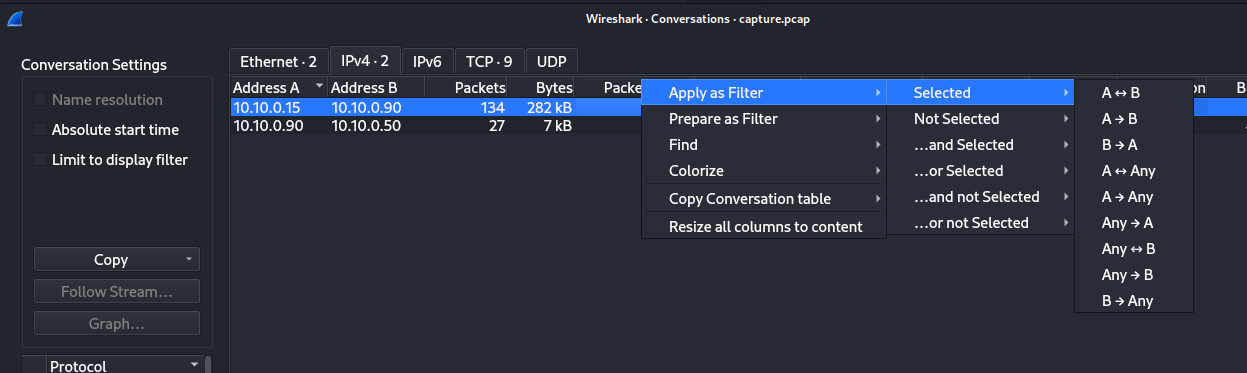 Wireshark · Conversations · capture.pcap
Conversation Settings
Name resolution
Absolute start time
Limit to display filter
Copy
Follow Stream...
Graph...
Protocol
Ethernet · 2 IPv4 · 2 IPv6 TCP · 9 UDP
Address A Address B Packets Bytes
10.10.0.15 10.10.0.90 134 282 kB
10.10.0.90 10.10.0.50 27 7 kB
Apply as Filter
Prepare as Filter
Find
Colorize
Copy Conversation table
Resize all columns to content
Selected
Not Selected
...and Selected
...or Selected
...and not Selected
...or not Selected
A ↔ B
A → B
B → A
A ↔ Any
A → Any
Any → A
Any ↔ B
Any → B
B → Any